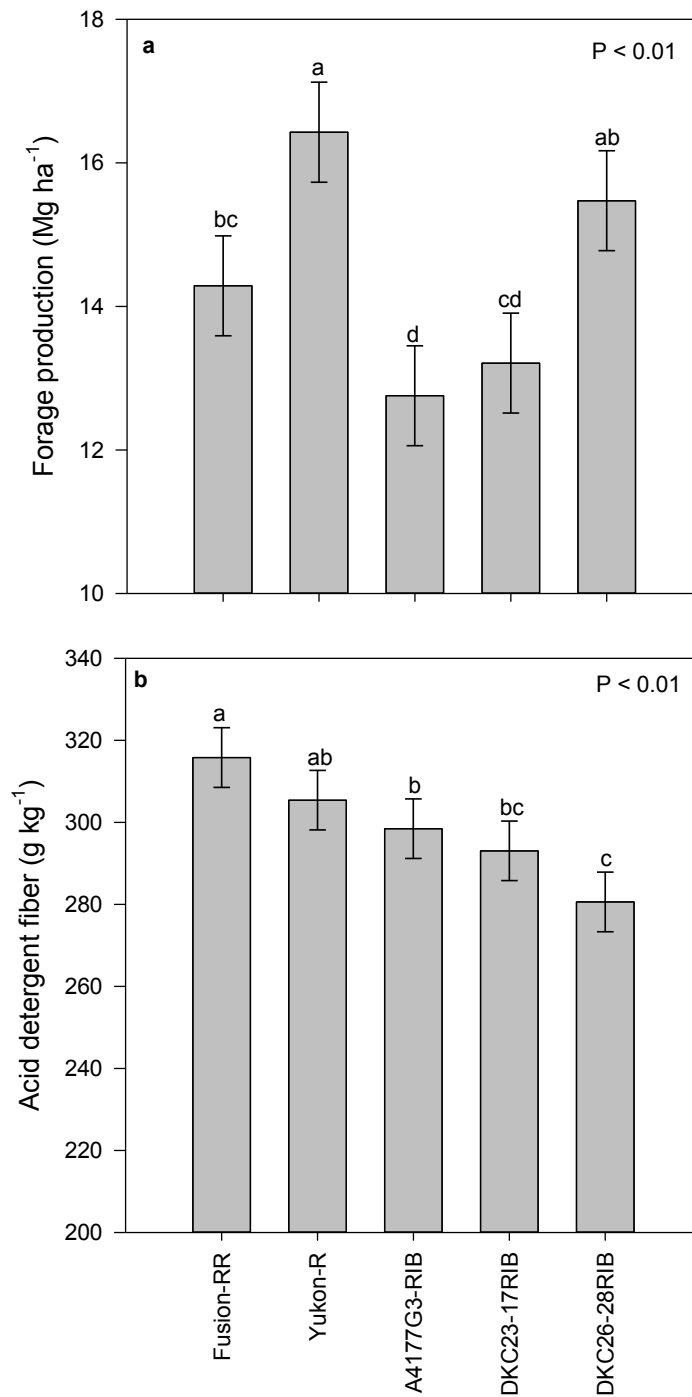 18
a
P < 0.01
a
ab
16
bc
14
cd
d
12
10
Forage production (Mg ha⁻¹)
340
b
P < 0.01
a
320
ab
b
bc
300
c
280
260
240
220
200
Acid detergent fiber (g kg⁻¹)
Fusion-RR
Yukon-R
A4177G3-RIB
DKC23-17RIB
DKC26-28RIB